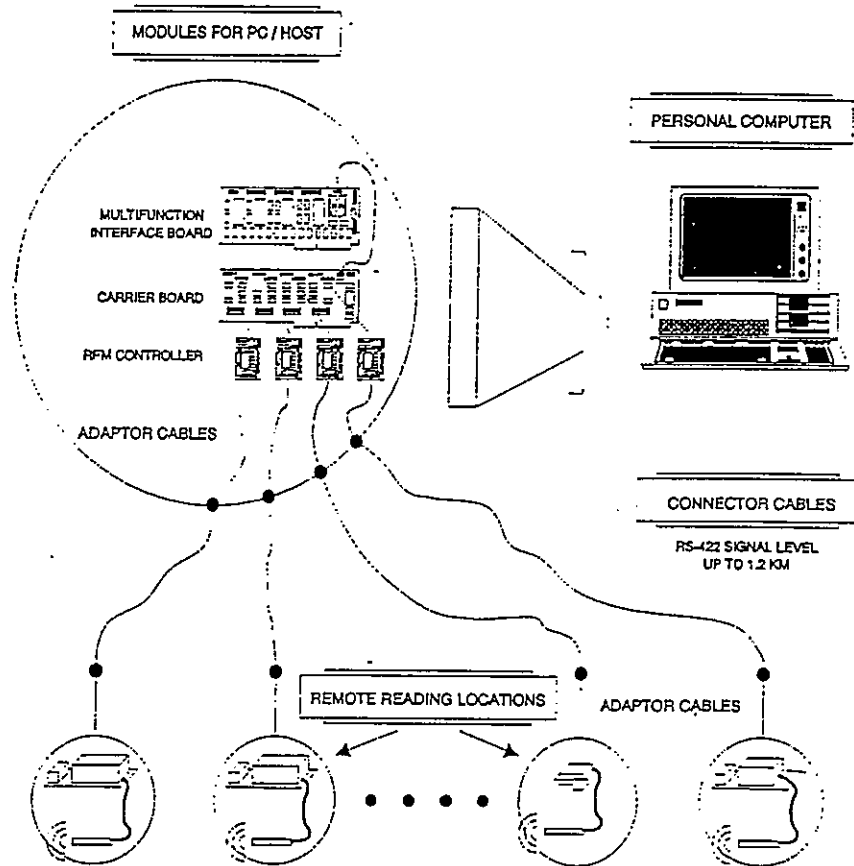 MODULES FOR PC / HOST
PERSONAL COMPUTER
MULTIFUNCTION
INTERFACE BOARD
CARRIER BOARD
RFM CONTROLLER
ADAPTOR CABLES
CONNECTOR CABLES
RS-422 SIGNAL LEVEL
UP TO 1.2 KM
REMOTE READING LOCATIONS
ADAPTOR CABLES